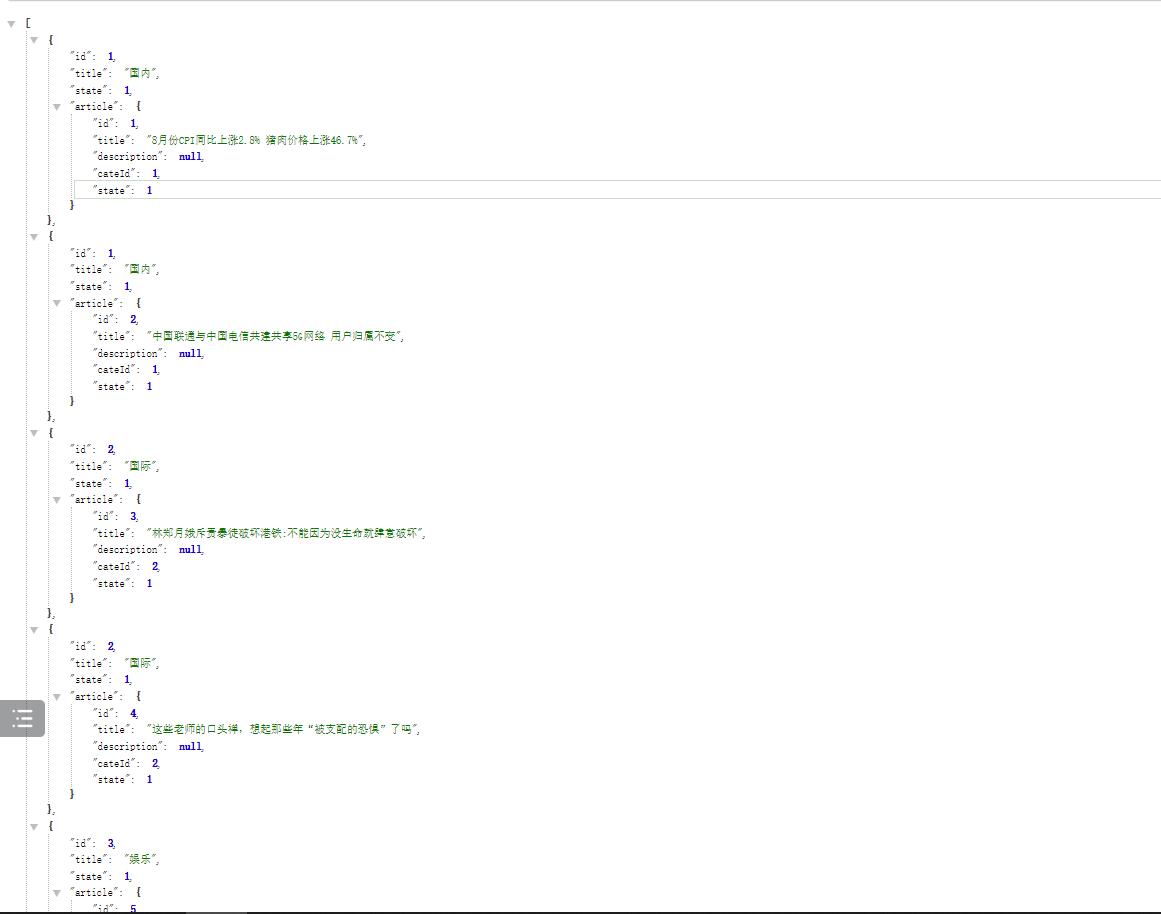 [
{
"id": 1,
"title": "国内",
"state": 1,
"article": {
"id": 1,
"title": "8月份CPI同比上涨2.8% 猪肉价格上涨46.7%",
"description": null,
"cateId": 1,
"state": 1
}
},
{
"id": 1,
"title": "国内",
"state": 1,
"article": {
"id": 2,
"title": "中国联通与中国电信共建共享5G网络 用户归属不变",
"description": null,
"cateId": 1,
"state": 1
}
},
{
"id": 2,
"title": "国际",
"state": 1,
"article": {
"id": 3,
"title": "林郑月娥斥责暴徒破坏港铁:不能因为没生命就肆意破坏",
"description": null,
"cateId": 2,
"state": 1
}
},
{
"id": 2,
"title": "国际",
"state": 1,
"article": {
"id": 4,
"title": "这些老师的口头禅，想起那些年“被支配的恐惧”了吗",
"description": null,
"cateId": 2,
"state": 1
}
},
{
"id": 3,
"title": "娱乐",
"state": 1,
"article": {
"id": 5